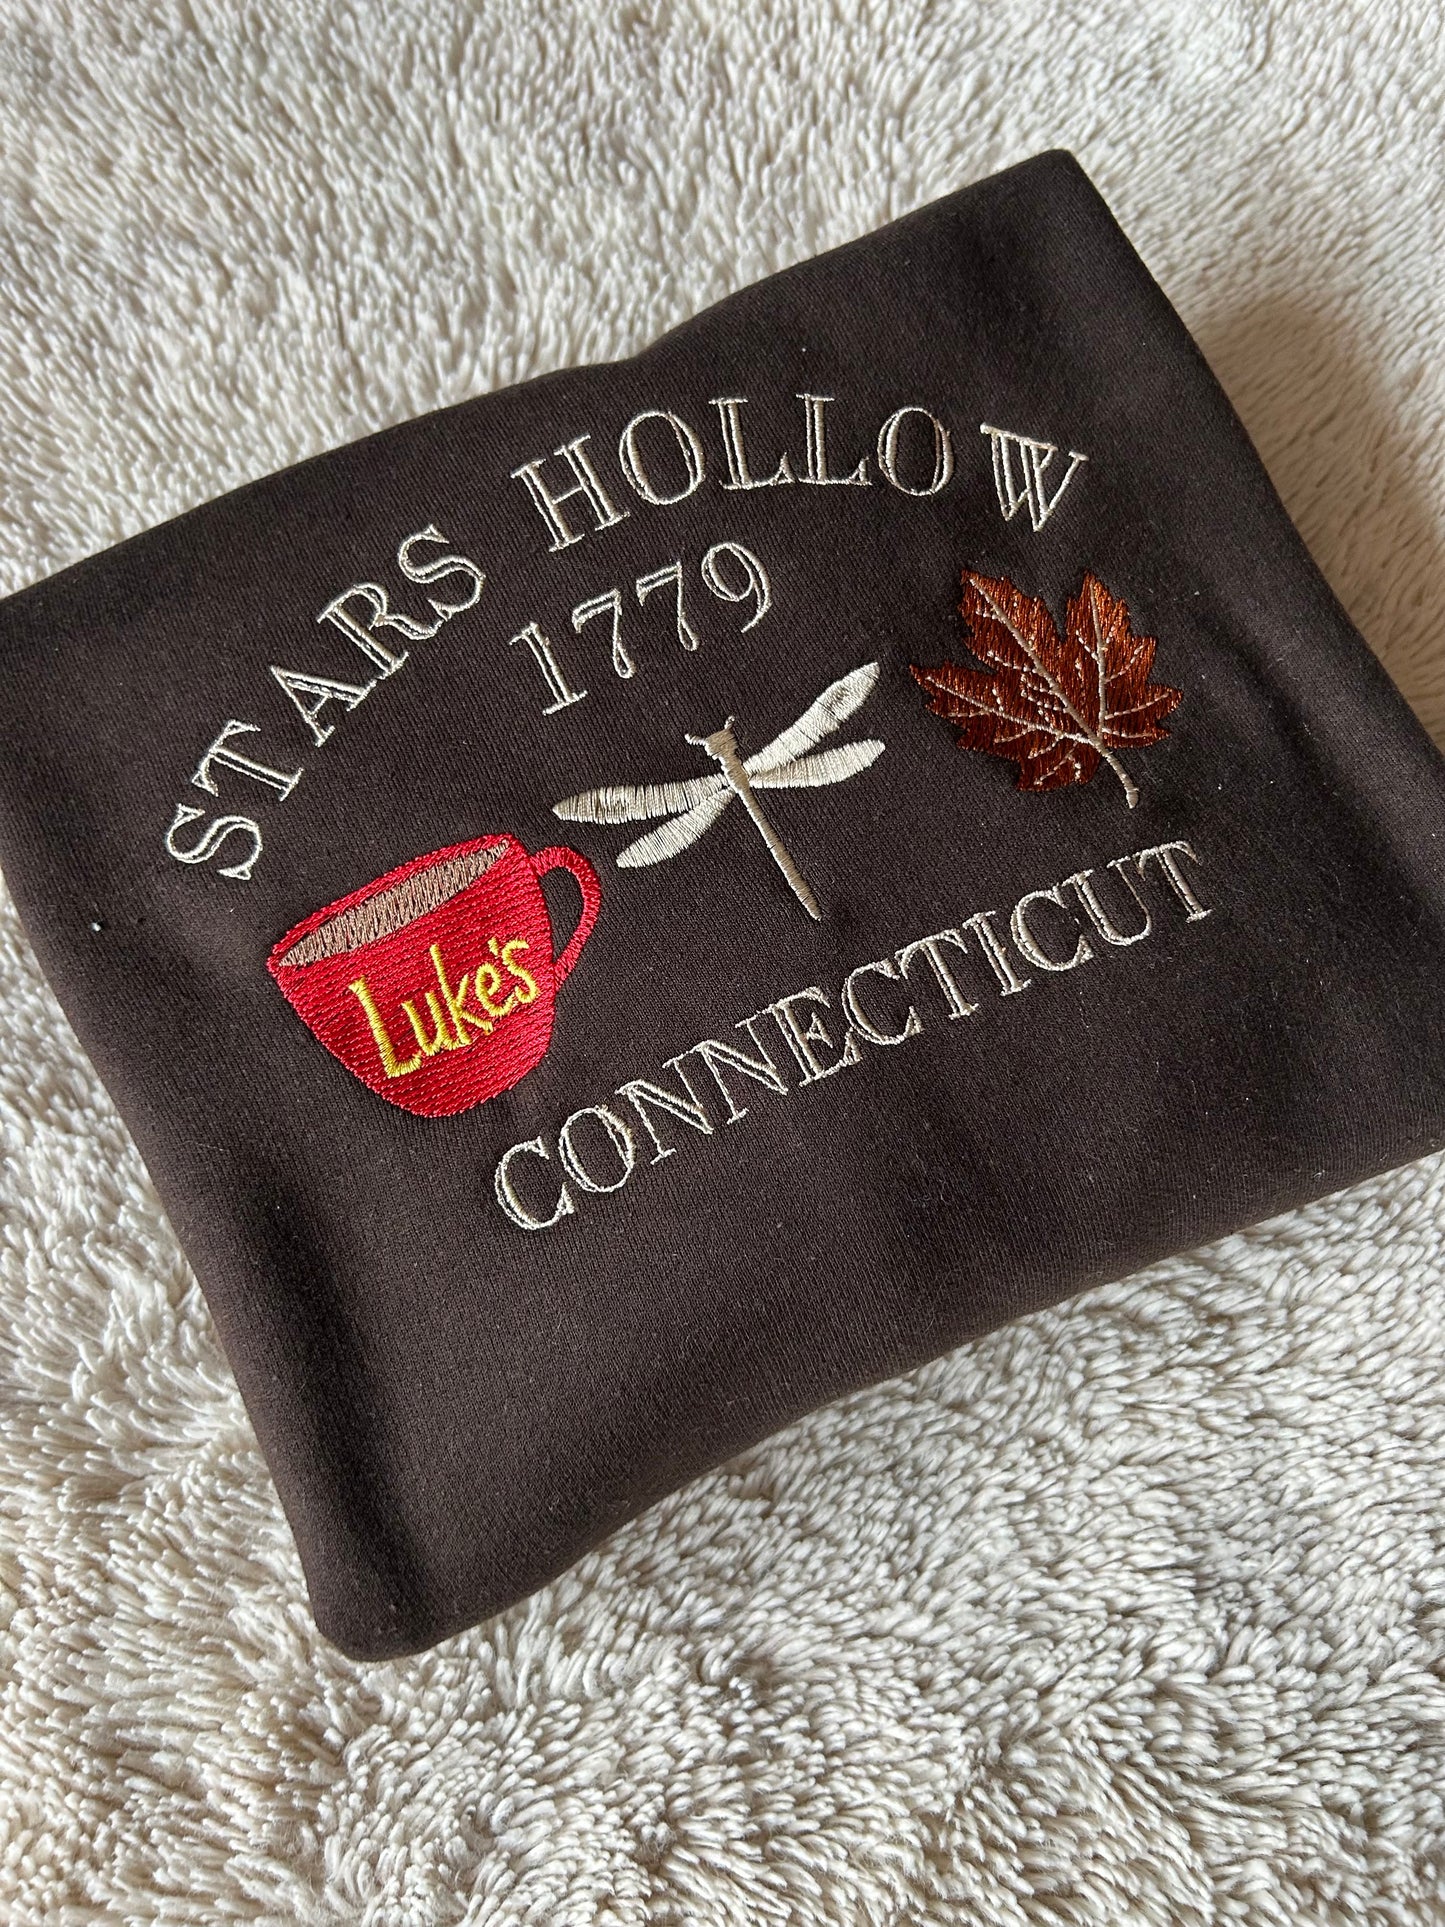 STARS HOLLOW
1779
Luke's
CONNECTICUT